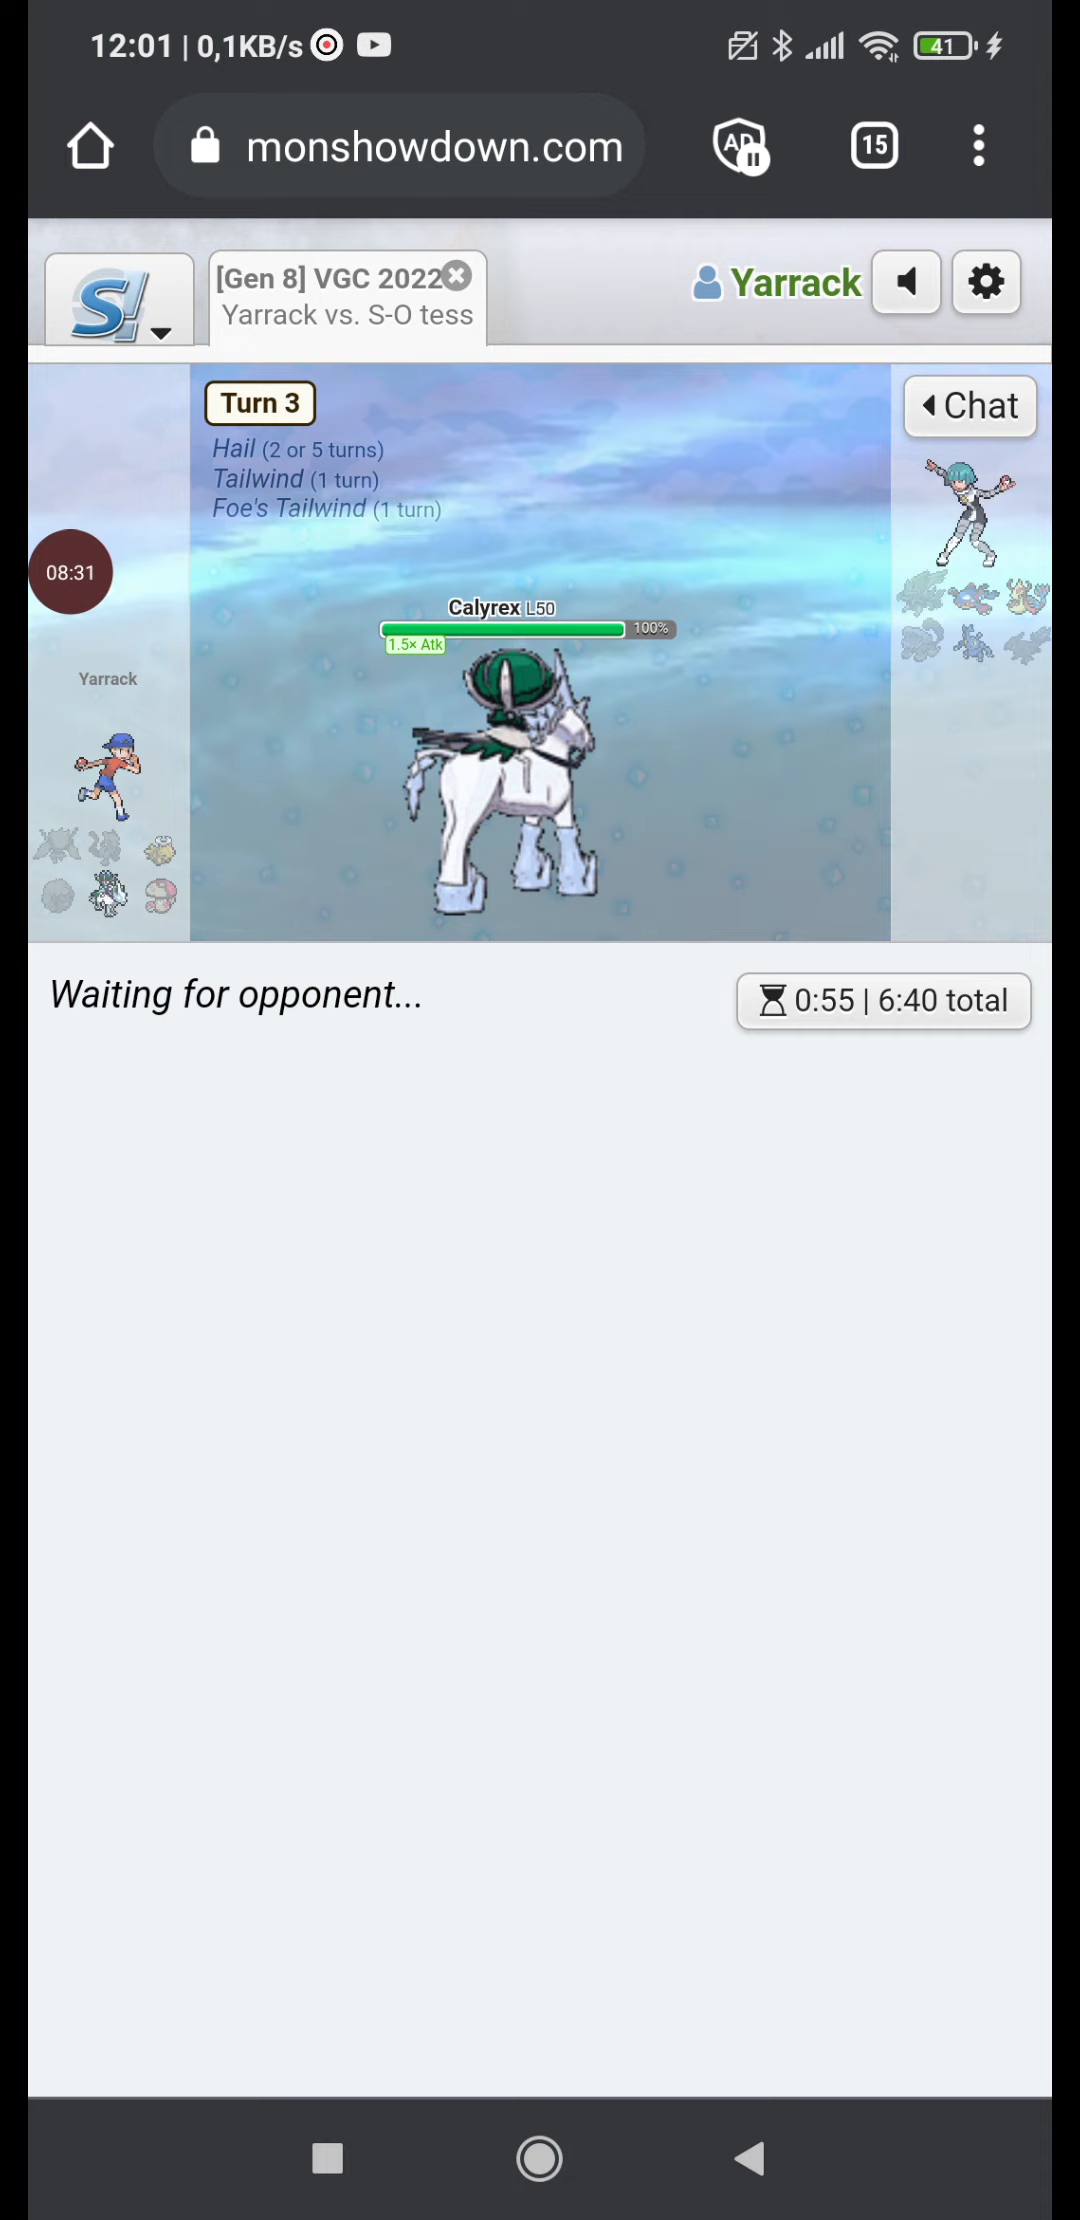 12:01 | 0,1KB/s
41
monshowdown.com
AD
15
S!
[Gen 8] VGC 2022
Yarrack vs. S-O tess
Yarrack
Turn 3
Chat
Hail (2 or 5 turns)
Tailwind (1 turn)
Foe's Tailwind (1 turn)
08:31
Calyrex L50
100%
1.5× Atk
Yarrack
Waiting for opponent...
0:55 | 6:40 total